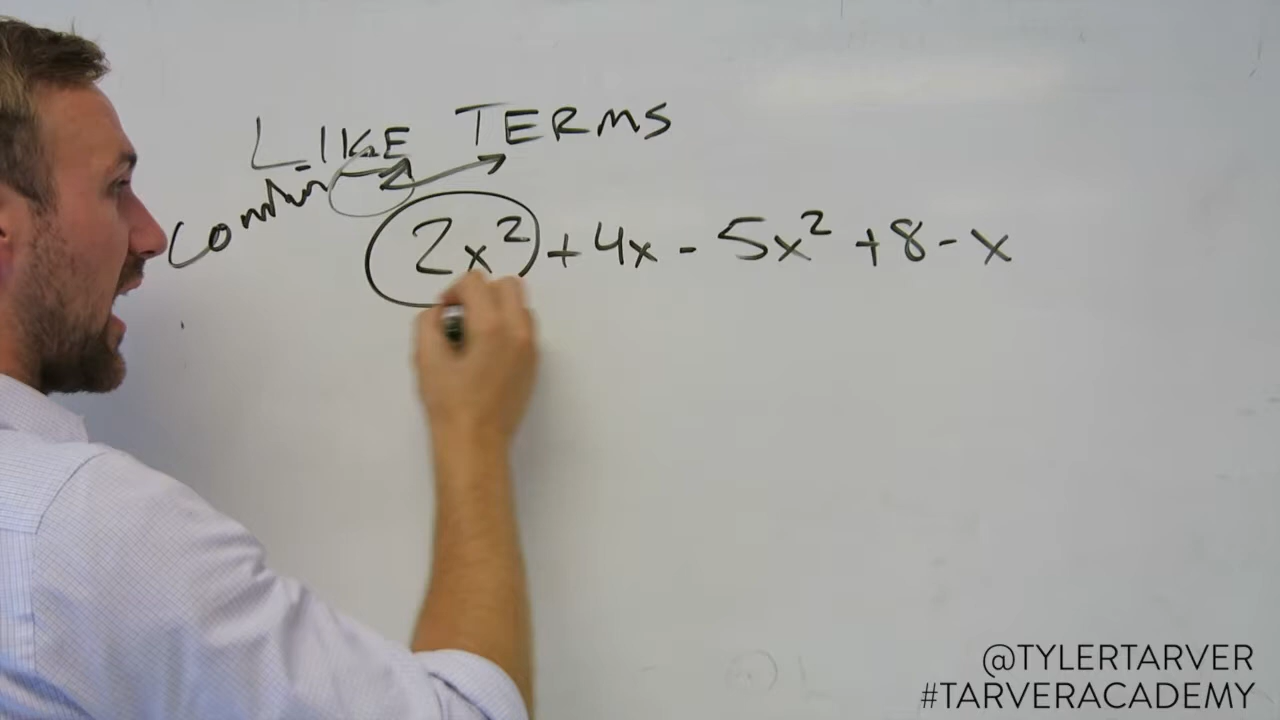 LIKE TERMS
2x² + 4x - 5x² + 8 - x
@TYLERTARVER
#TARVERACADEMY